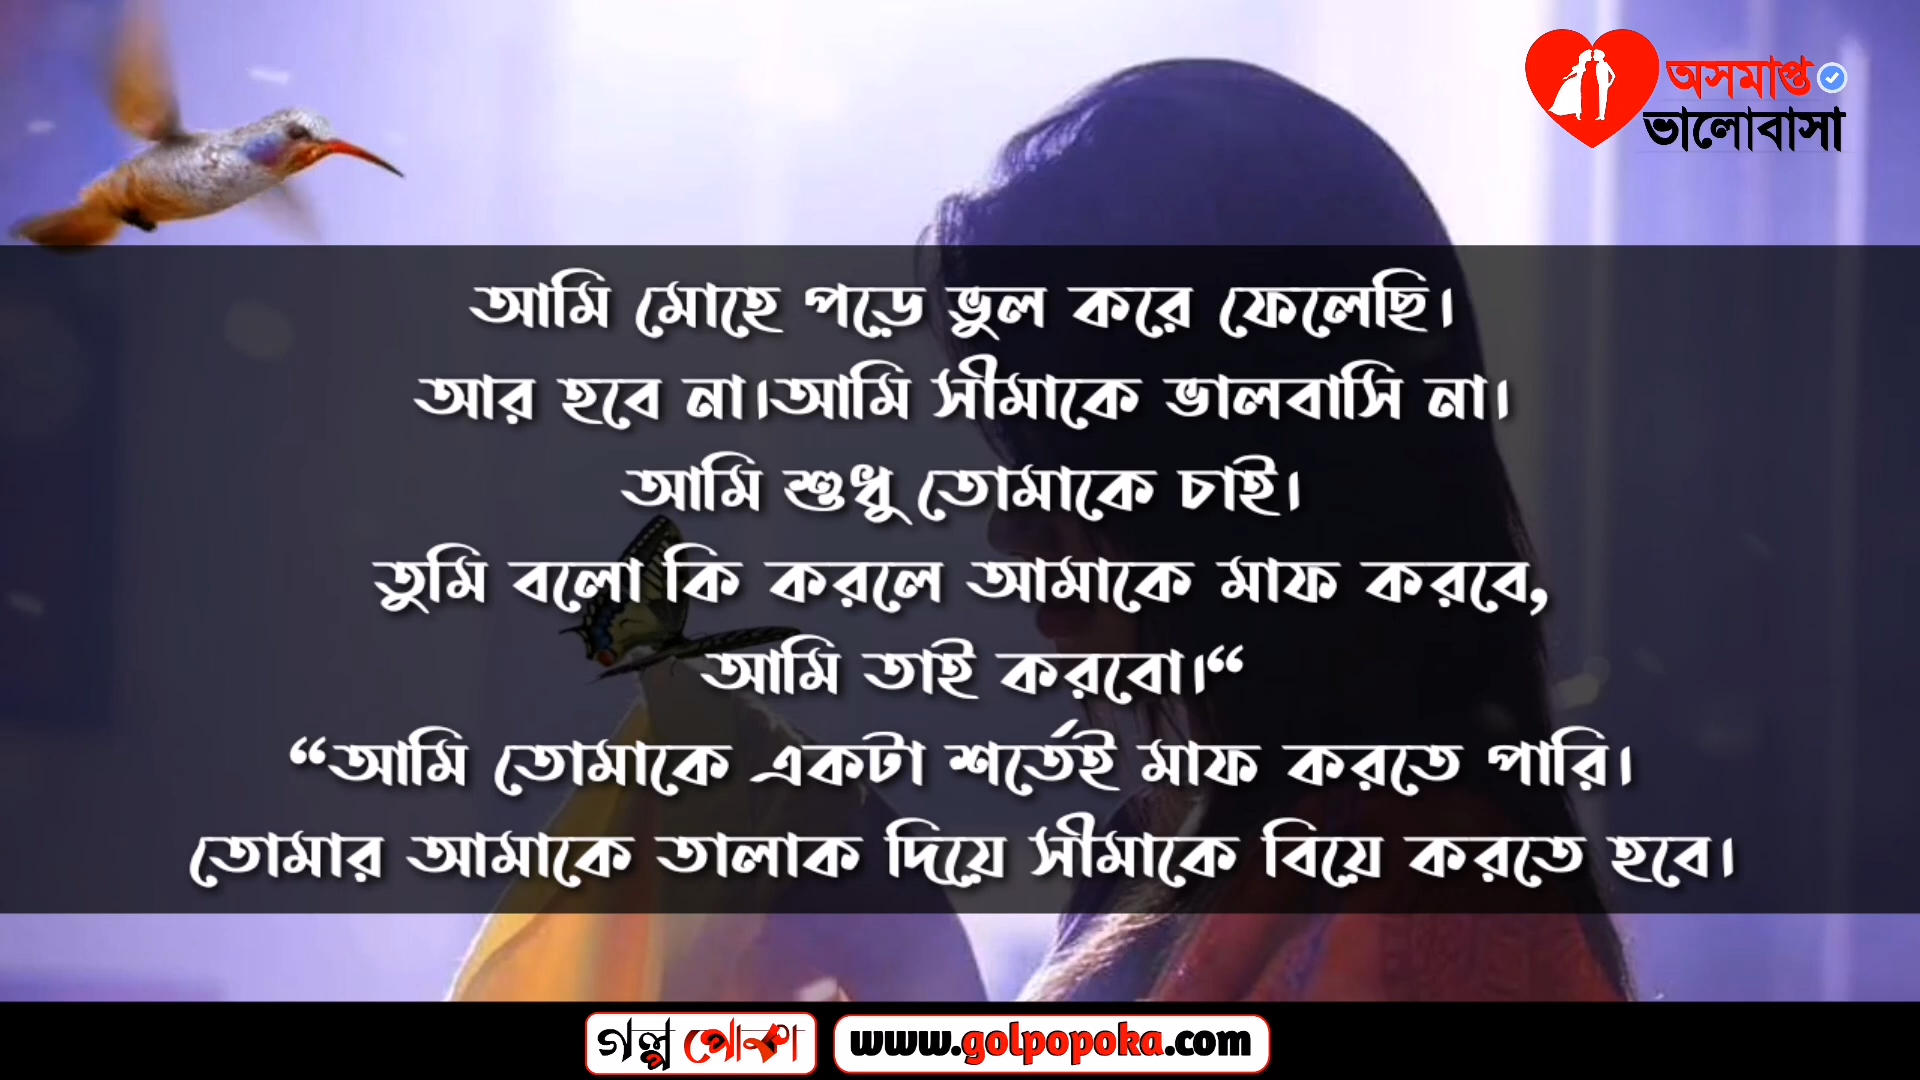 অসমাপ্ত
ভালোবাসা
আমি মোহে পড়ে ভুল করে ফেলেছি।
আর হবে না।আমি সীমাকে ভালবাসি না।
আমি শুধু তোমাকে চাই।
তুমি বলো কি করলে আমাকে মাফ করবে,
আমি তাই করবো।“
“আমি তোমাকে একটা শর্তেই মাফ করতে পারি।
তোমার আমাকে তালাক দিয়ে সীমাকে বিয়ে করতে হবে।
গল্প পোকা
www.golpopoka.com